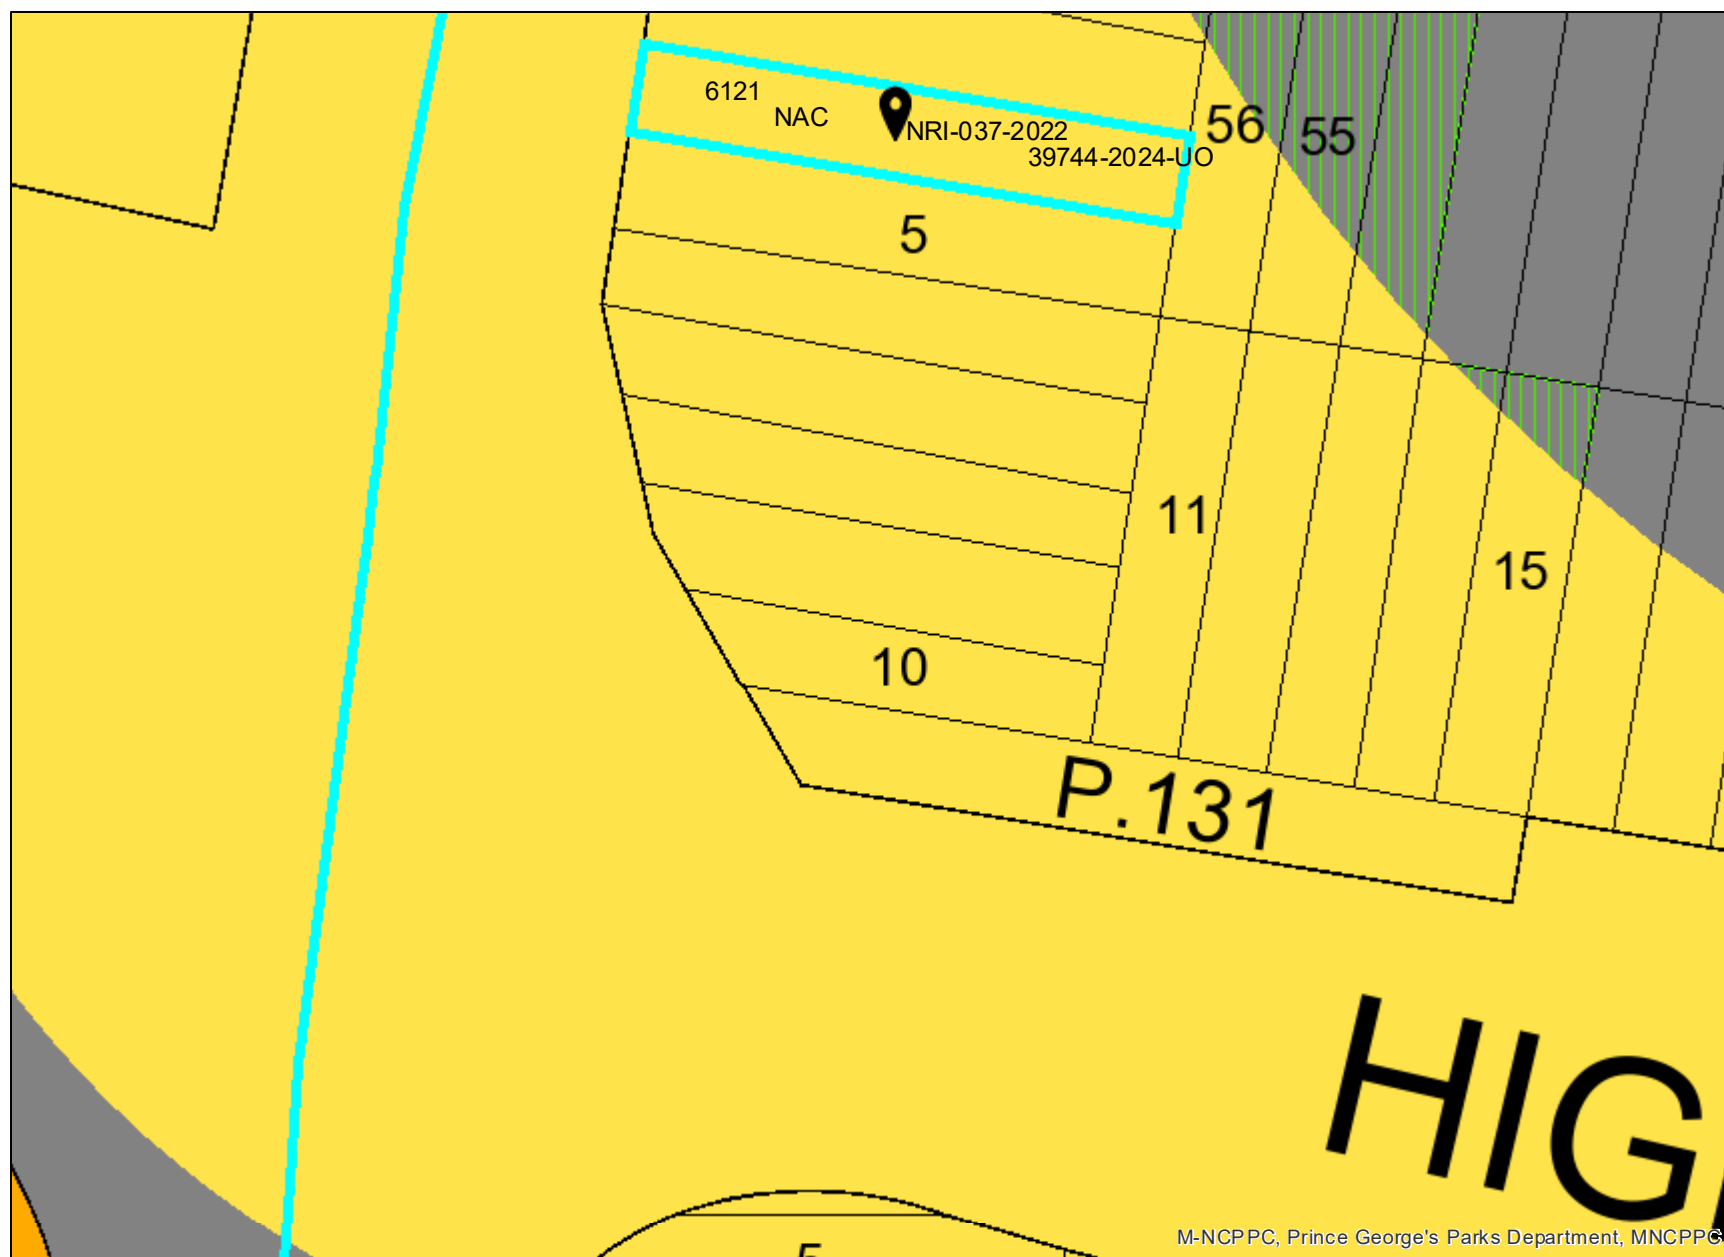 6121
NAC
NRI-037-2022
39744-2024-UO
56
55
5
11
15
10
P.131
HIG
5
M-NCPPC, Prince George's Parks Department, MNCPPC